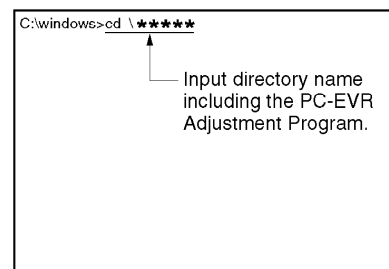 C:\windows>cd \*****
Input directory name
including the PC-EVR
Adjustment Program.